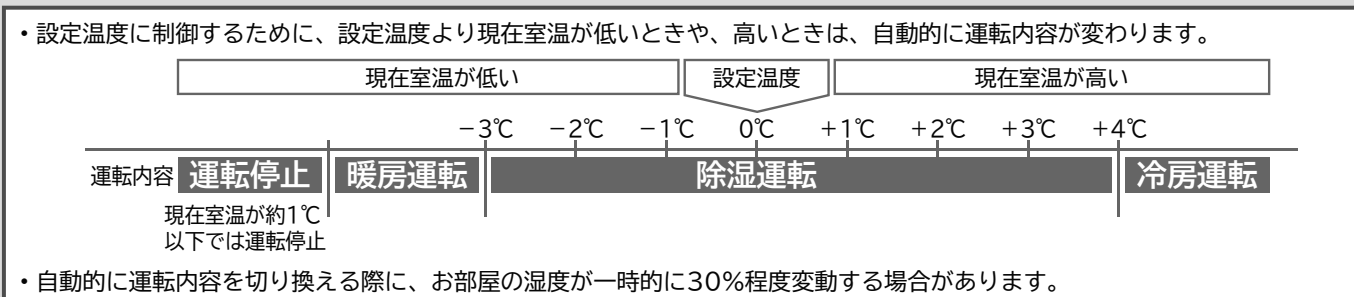 ・設定温度に制御するために、設定温度より現在室温が低いときや、高いときは、自動的に運転内容が変わります。
現在室温が低い 設定温度 現在室温が高い
−3℃ −2℃ −1℃ 0℃ +1℃ +2℃ +3℃ +4℃
運転内容 運転停止 暖房運転 除湿運転 冷房運転
現在室温が約1℃
以下では運転停止
・自動的に運転内容を切り換える際に、お部屋の湿度が一時的に30%程度変動する場合があります。